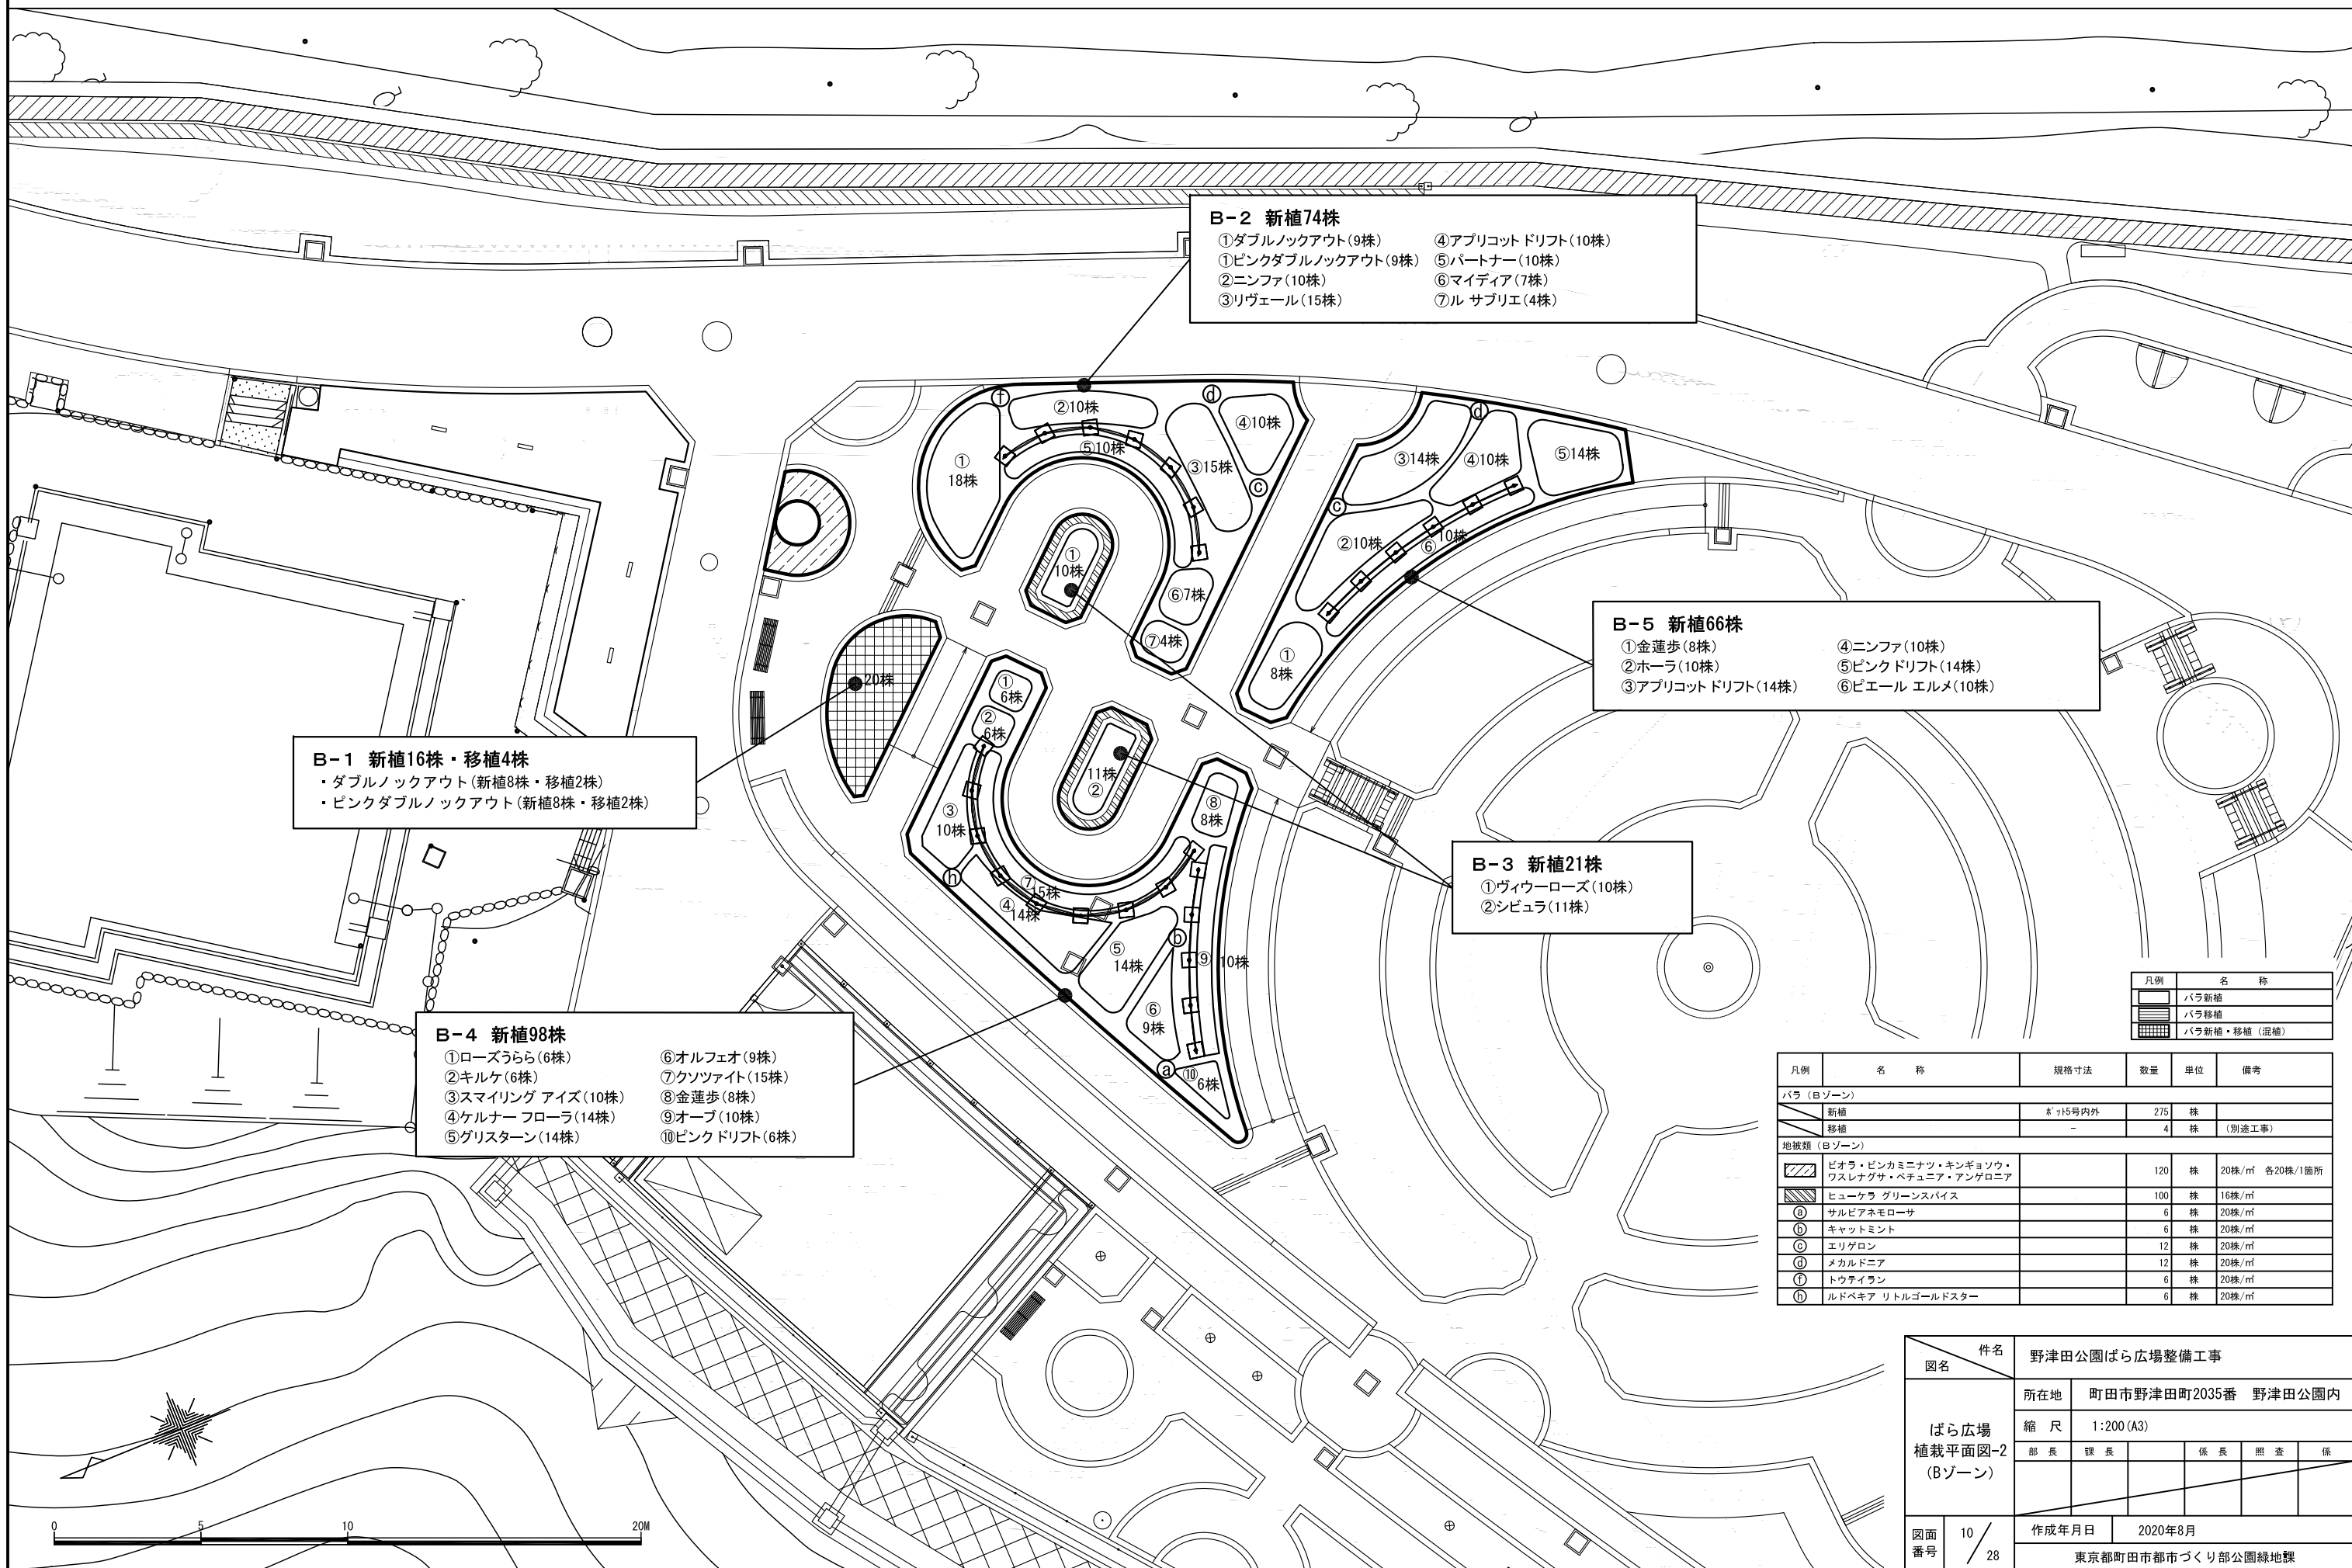 B-2 新植74株
①ダブルノックアウト(9株) ④アプリコット ドリフト(10株)
①ピンクダブルノックアウト(9株) ⑤パートナー(10株)
②ニンファ(10株) ⑥マイディア(7株)
③リヴェール(15株) ⑦ル サブリエ(4株)
ⓕ
②10株
ⓓ
④10株
⑤10株
①
18株
③15株
ⓒ
⑥7株
⑦4株
①
10株
ⓓ
③14株
④10株
⑤14株
ⓒ
②10株
⑥ 10株
①
8株
B-5 新植66株
①金蓮歩(8株) ④ニンファ(10株)
②ホーラ(10株) ⑤ピンク ドリフト(14株)
③アプリコット ドリフト(14株) ⑥ピエール エルメ(10株)
20株
B-1 新植16株・移植4株
・ダブルノックアウト(新植8株・移植2株)
・ピンクダブルノックアウト(新植8株・移植2株)
①
6株
②
6株
11株
②
③
10株
⑧
8株
ⓗ
⑦
15株
④
14株
⑤
14株
ⓑ
⑨ 10株
⑥
9株
ⓐ
⑩
6株
B-3 新植21株
①ヴィウーローズ(10株)
②シビュラ(11株)
B-4 新植98株
①ローズうらら(6株) ⑥オルフェオ(9株)
②キルケ(6株) ⑦クソツァイト(15株)
③スマイリング アイズ(10株) ⑧金蓮歩(8株)
④ケルナー フローラ(14株) ⑨オーブ(10株)
⑤グリスターン(14株) ⑩ピンクドリフト(6株)
凡例 名 称
バラ新植
バラ移植
バラ新植・移植(混植)
凡例 名 称 規格寸法 数量 単位 備考
バラ(Bゾーン)
新植 ポット5号内外 275 株
移植 - 4 株 (別途工事)
地被類(Bゾーン)
ビオラ・ビンカミニナツ・キンギョソウ・
ワスレナグサ・ペチュニア・アンゲロニア 120 株 20株/㎡ 各20株/1箇所
ヒューケラ グリーンスパイス 100 株 16株/㎡
ⓐ サルビアネモローサ 6 株 20株/㎡
ⓑ キャットミント 6 株 20株/㎡
ⓒ エリゲロン 12 株 20株/㎡
ⓓ メカルドニア 12 株 20株/㎡
ⓕ トウテイラン 6 株 20株/㎡
ⓗ ルドベキア リトルゴールドスター 6 株 20株/㎡
件名
図名
野津田公園ばら広場整備工事
所在地 町田市野津田町2035番 野津田公園内
縮 尺 1:200(A3)
ばら広場
植栽平面図-2
(Bゾーン)
部 長 課 長 係 長 照 査 係
図面
番号
10/28
作成年月日 2020年8月
東京都町田市都市づくり部公園緑地課
0 5 10 20M